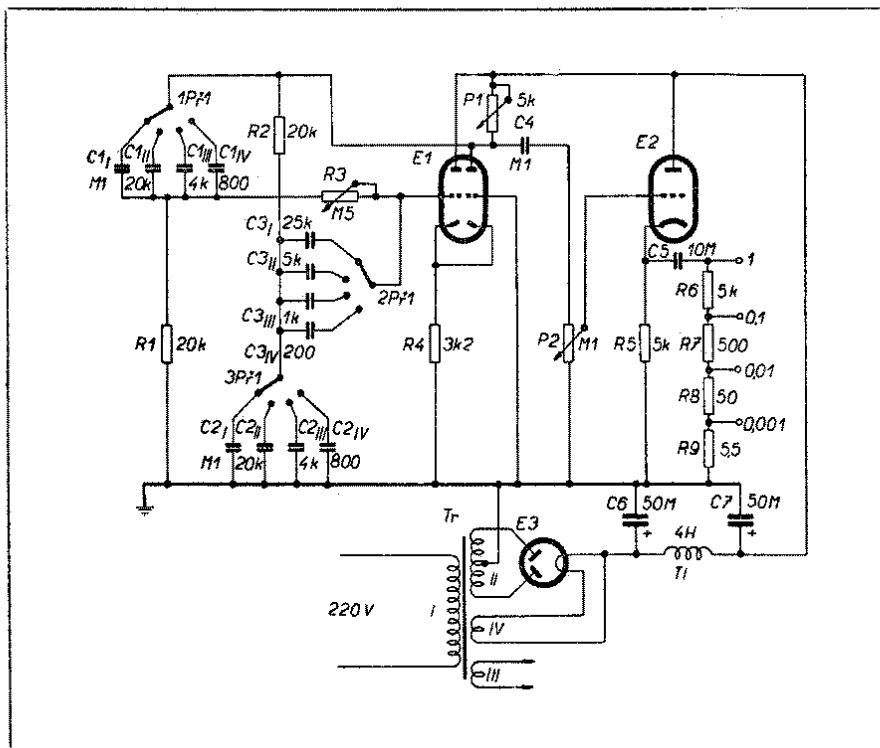 1Př1
C1I C1II C1III C1IV
M1 20k 4k 800
R2 20k
P1 5k
C4
M1
E1
E2
R3
M5
C3I 25k
C3II 5k
2Př1
C3III 1k
C3IV 200
3Př1
R1 20k
R4 3k2
P2 M1
R5 5k
C5 10M
1
R6 5k
0,1
R7 500
0,01
R8 50
0,001
R9 5,5
C2I C2II C2III C2IV
M1 20k 4k 800
C6 50M
+
C7 50M
+
Tr
E3
4H
Tl
220V
I
II
IV
III